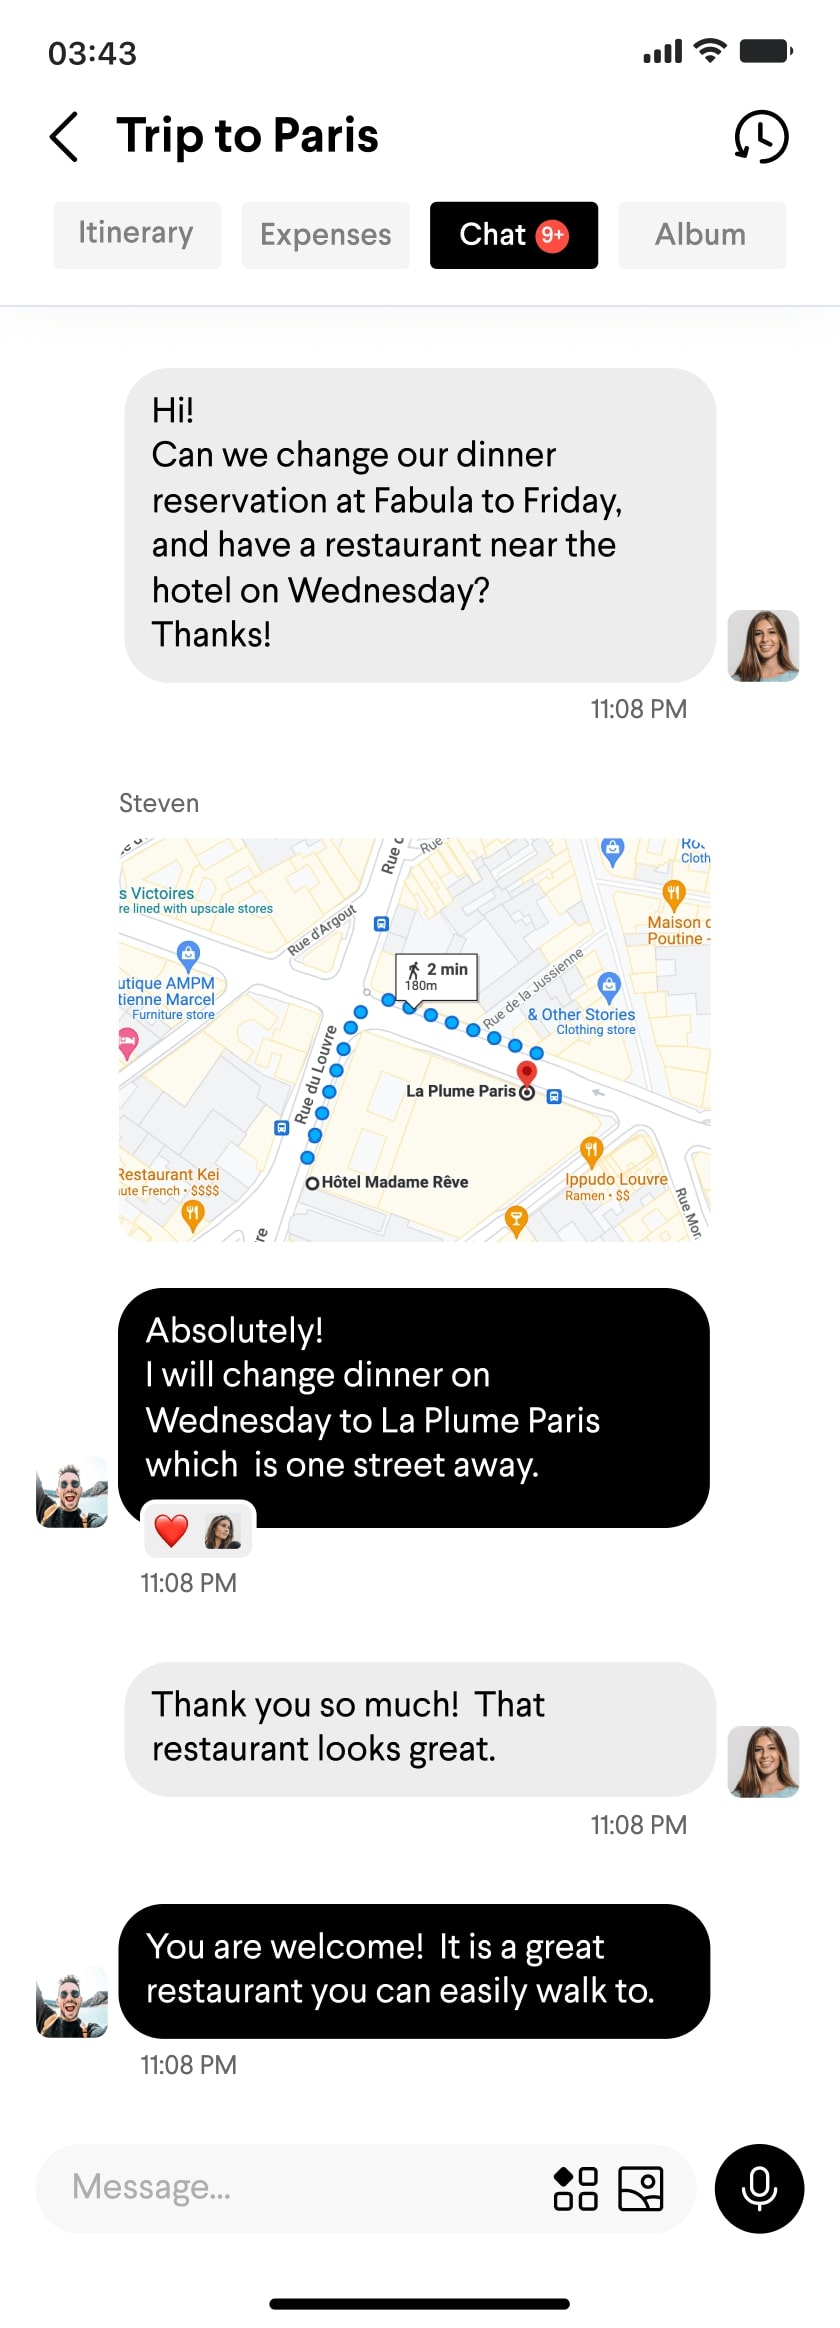 03:43
Trip to Paris
Itinerary
Expenses
Chat 9+
Album
Hi!
Can we change our dinner
reservation at Fabula to Friday,
and have a restaurant near the
hotel on Wednesday?
Thanks!
11:08 PM
Steven
Rue
s Victoires
re lined with upscale stores
Rue d'Argout
Cloth
Maison
Poutine -
utique AMPM
tienne Marcel
Furniture store
2 min
180m
Rue de la Jussienne
& Other Stories
Clothing store
Rue du Louvre
La Plume Paris
Hôtel Madame Rêve
Restaurant Kei
ute French • $$$$
Ippudo Louvre
Ramen • $$
Rue Mor
re
Absolutely!
I will change dinner on
Wednesday to La Plume Paris
which  is one street away.
11:08 PM
Thank you so much!  That
restaurant looks great.
11:08 PM
You are welcome!  It is a great
restaurant you can easily walk to.
11:08 PM
Message...